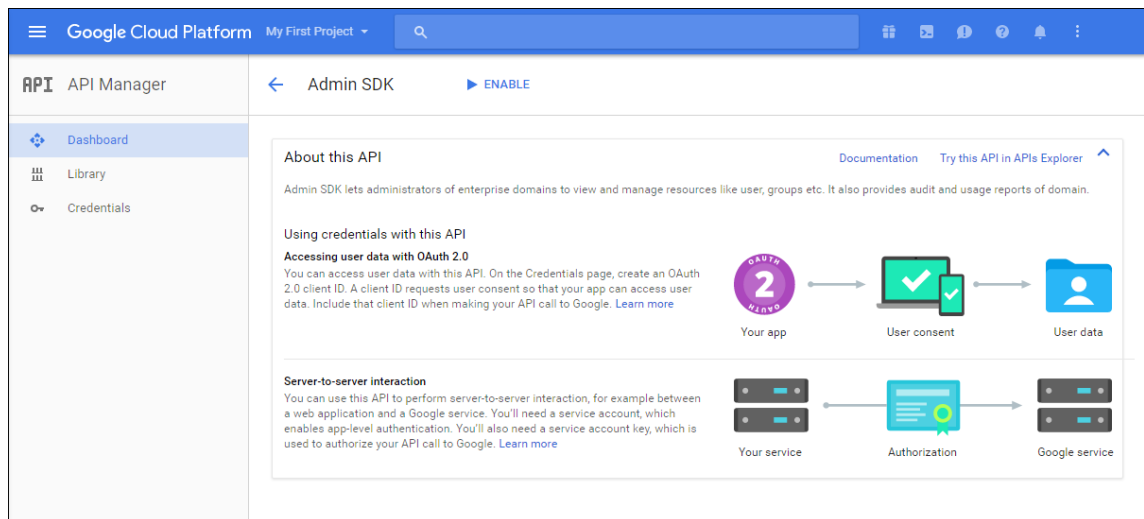 Google Cloud Platform My First Project
API API Manager
Admin SDK ENABLE
Dashboard
Library
Credentials
About this API Documentation Try this API in APIs Explorer
Admin SDK lets administrators of enterprise domains to view and manage resources like user, groups etc. It also provides audit and usage reports of domain.
Using credentials with this API
Accessing user data with OAuth 2.0
You can access user data with this API. On the Credentials page, create an OAuth
2.0 client ID. A client ID requests user consent so that your app can access user
data. Include that client ID when making your API call to Google. Learn more
OAUTH
2
OAUTH
Your app User consent User data
Server-to-server interaction
You can use this API to perform server-to-server interaction, for example between
a web application and a Google service. You'll need a service account, which
enables app-level authentication. You'll also need a service account key, which is
used to authorize your API call to Google. Learn more
Your service Authorization Google service